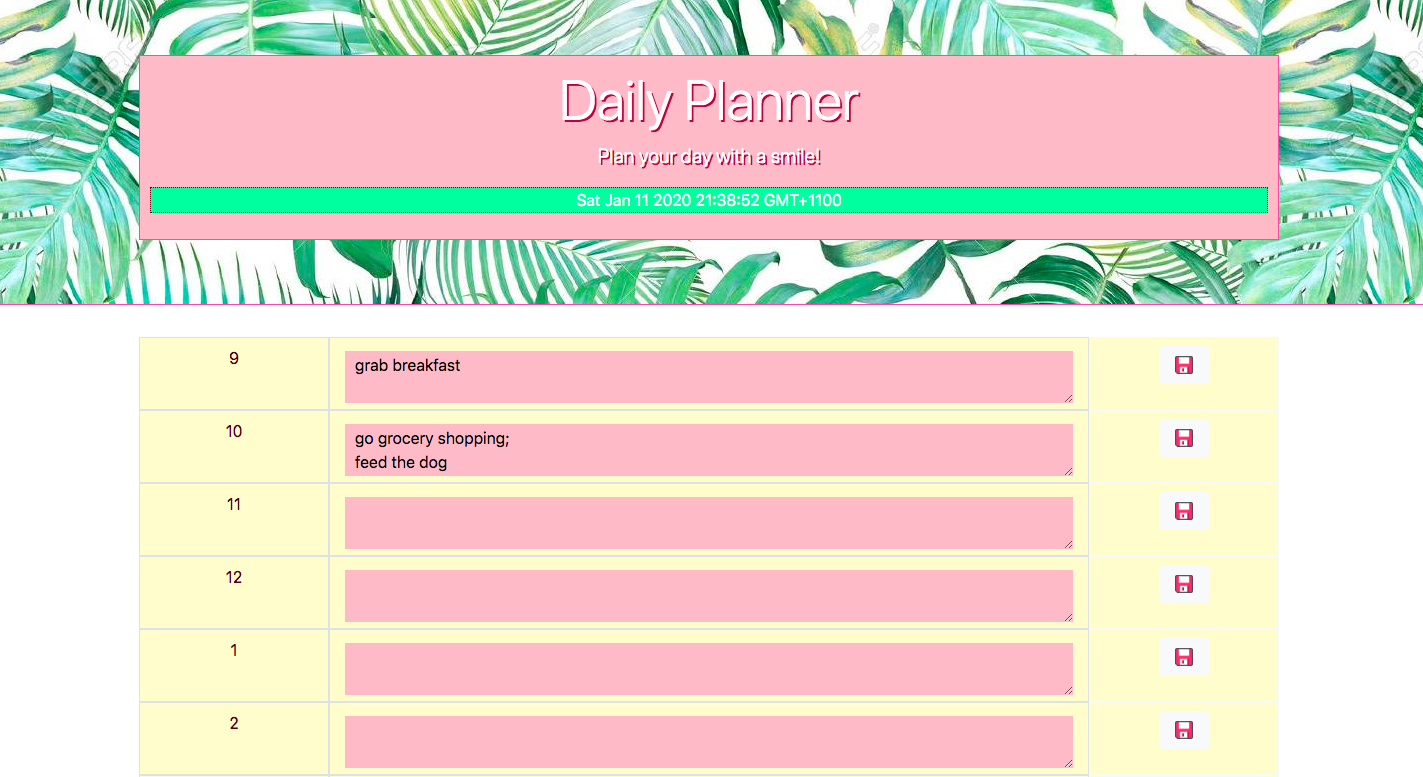 Daily Planner
Plan your day with a smile!
Sat Jan 11 2020 21:38:52 GMT+1100
9
grab breakfast
10
go grocery shopping;
feed the dog
11
12
1
2